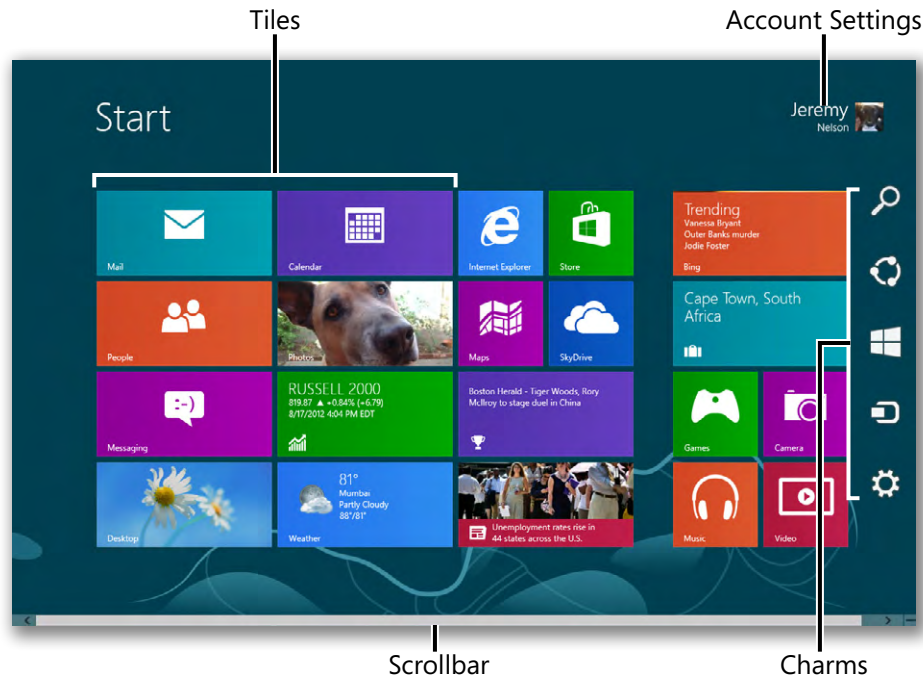 Tiles
Account Settings
Start
Jeremy
Nelson
Mail
Calendar
Internet Explorer
Store
Trending
Vanessa Bryant
Outer Banks murder
Jodie Foster
Bing
People
Photos
Maps
SkyDrive
Cape Town, South
Africa
Messaging
:-)
RUSSELL 2000
819.87 ▲ +0.84% (+6.79)
8/17/2012 4:04 PM EDT
Boston Herald - Tiger Woods, Rory
McIlroy to stage duel in China
Games
Camera
Desktop
81°
Mumbai
Partly Cloudy
88°/81°
Weather
Unemployment rates rise in
44 states across the U.S.
Music
Video
Scrollbar
Charms